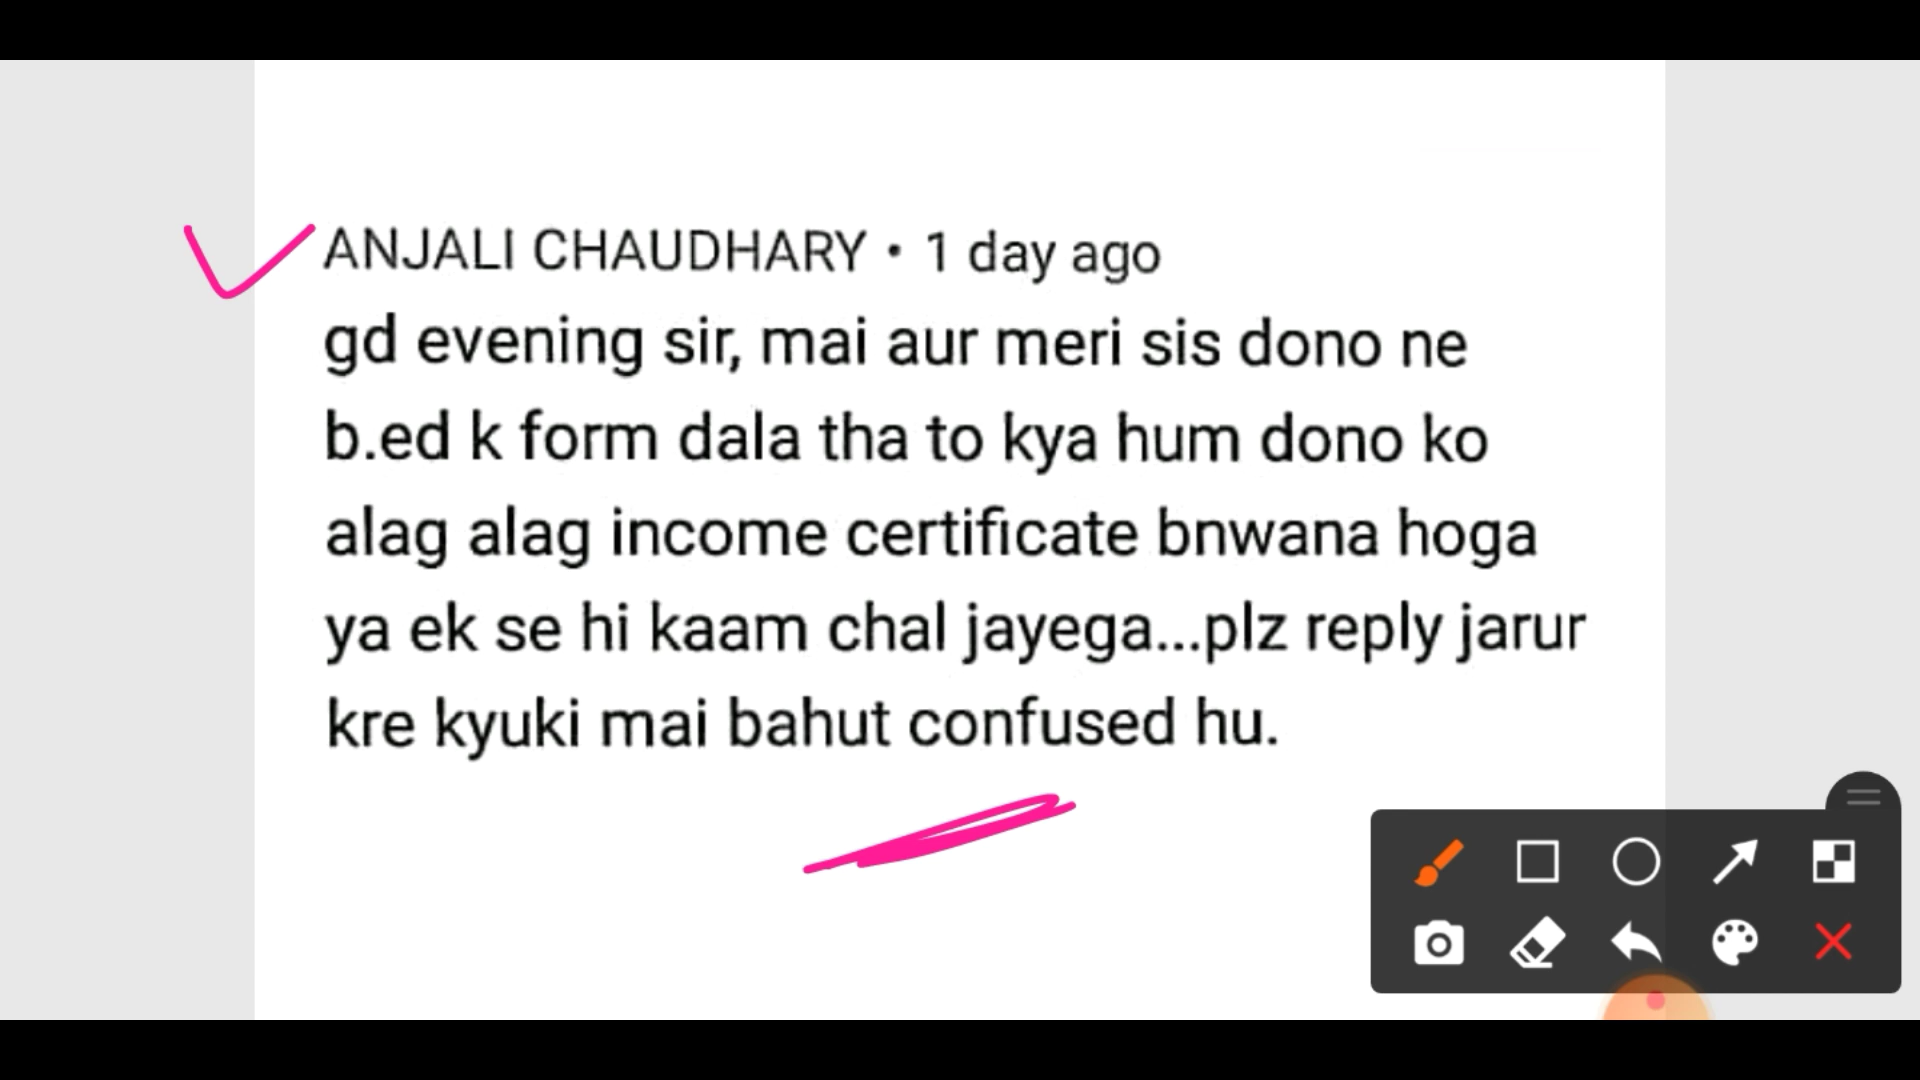 ANJALI CHAUDHARY • 1 day ago
gd evening sir, mai aur meri sis dono ne
b.ed k form dala tha to kya hum dono ko
alag alag income certificate bnwana hoga
ya ek se hi kaam chal jayega...plz reply jarur
kre kyuki mai bahut confused hu.